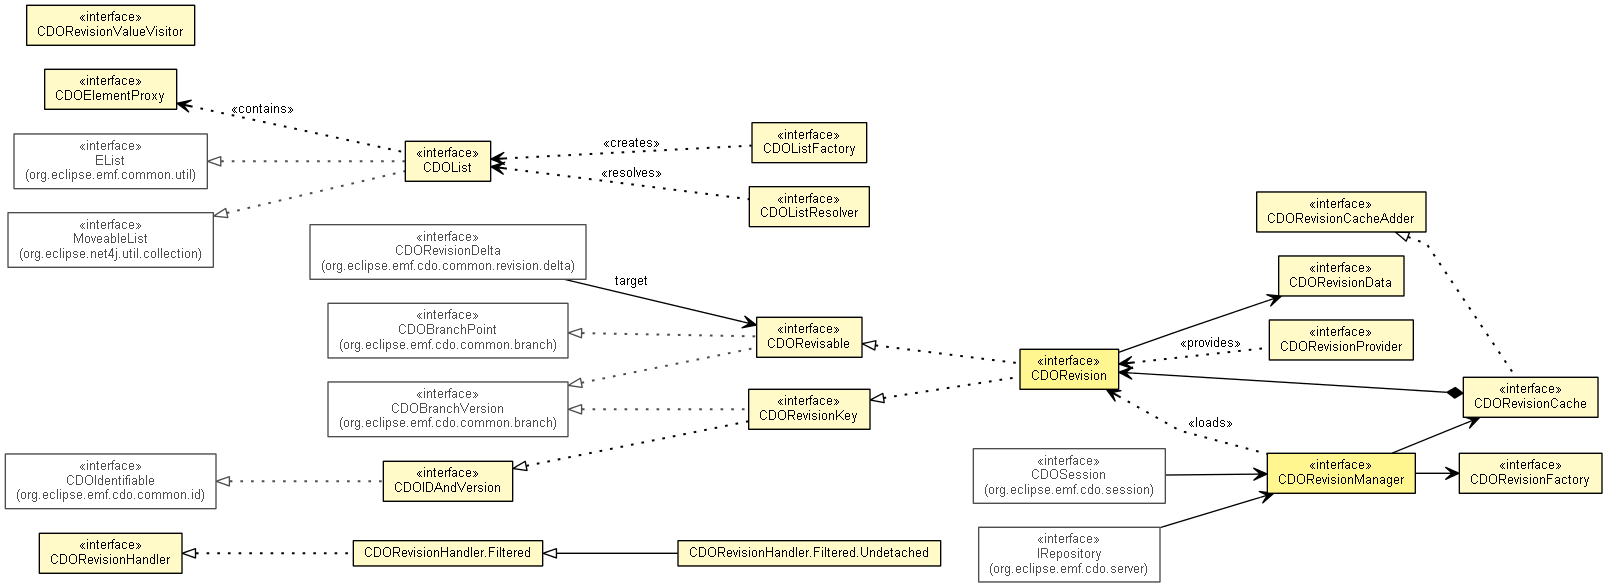 «interface»
CDORevisionValueVisitor
«interface»
CDOElementProxy
«contains»
«interface»
EList
(org.eclipse.emf.common.util)
«interface»
CDOList
«creates»
«resolves»
«interface»
CDOListFactory
«interface»
CDOListResolver
«interface»
MoveableList
(org.eclipse.net4j.util.collection)
«interface»
CDORevisionDelta
(org.eclipse.emf.cdo.common.revision.delta)
target
«interface»
CDORevisionCacheAdder
«interface»
CDORevisionData
«interface»
CDOBranchPoint
(org.eclipse.emf.cdo.common.branch)
«interface»
CDORevisable
«interface»
CDORevisionProvider
«provides»
«interface»
CDORevision
«interface»
CDOBranchVersion
(org.eclipse.emf.cdo.common.branch)
«interface»
CDORevisionKey
«interface»
CDORevisionCache
«loads»
«interface»
CDOIdentifiable
(org.eclipse.emf.cdo.common.id)
«interface»
CDOIDAndVersion
«interface»
CDOSession
(org.eclipse.emf.cdo.session)
«interface»
CDORevisionManager
«interface»
CDORevisionFactory
«interface»
CDORevisionHandler
CDORevisionHandler.Filtered
CDORevisionHandler.Filtered.Undetached
«interface»
IRepository
(org.eclipse.emf.cdo.server)